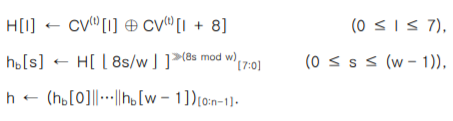 H[l] ← CV⁽ᵗ⁾[l] ⊕ CV⁽ᵗ⁾[l + 8] (0 ≤ l ≤ 7),
h_b[s] ← H[⌊8s/w⌋]^≫(8s mod w)_[7:0] (0 ≤ s ≤ (w − 1)),
h ← (h_b[0]‖⋯‖h_b[w − 1])_[0:n−1].